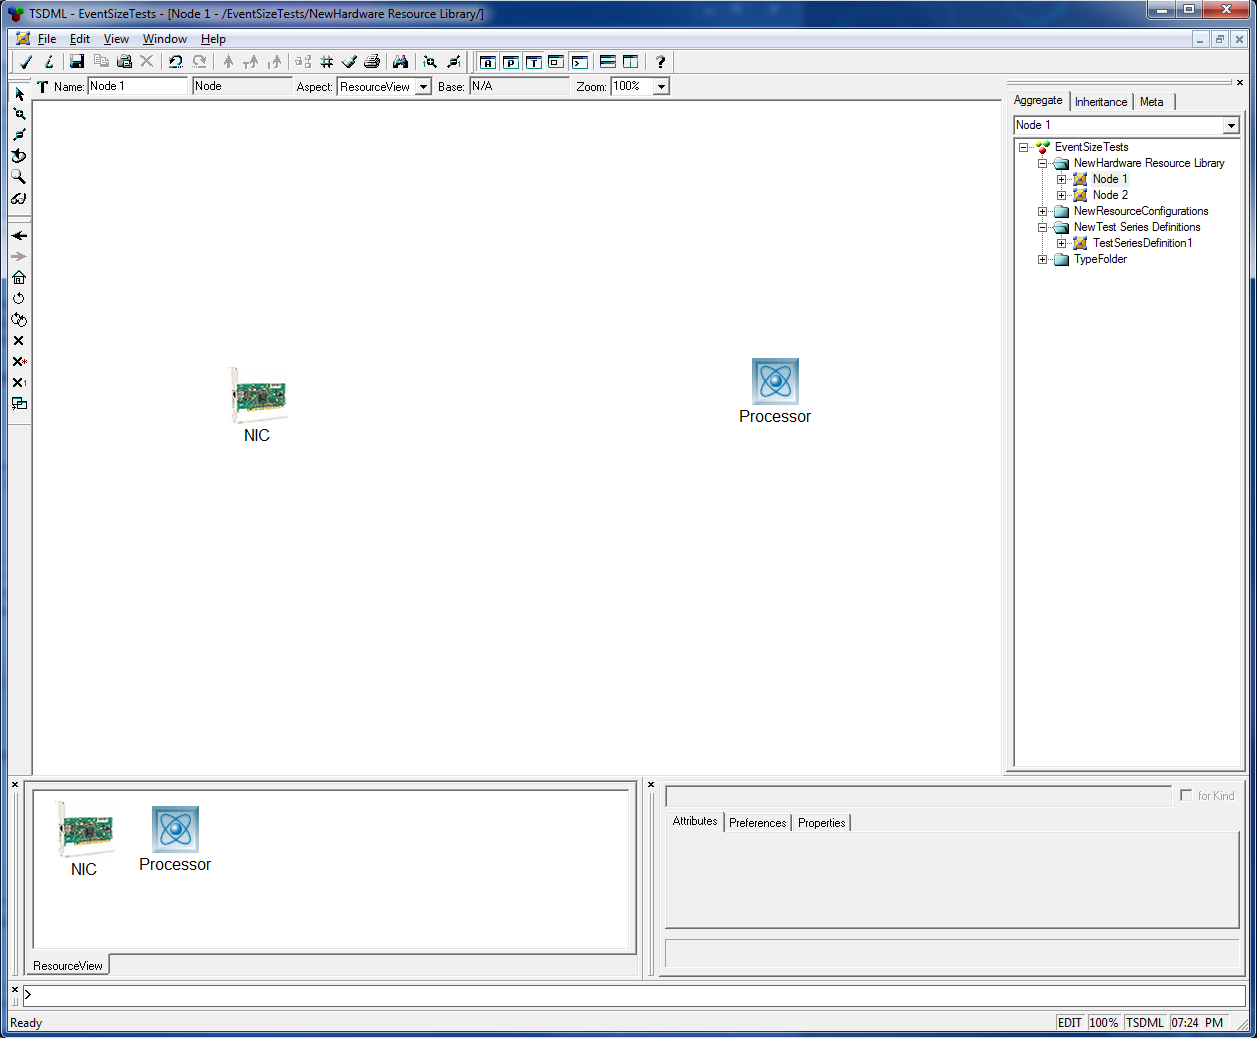 TSDML - EventSizeTests - [Node 1 - /EventSizeTests/NewHardware Resource Library/]
File Edit View Window Help
Name: Node 1 Node Aspect: ResourceView Base: N/A Zoom: 100%
Aggregate Inheritance Meta
Node 1
EventSizeTests
NewHardware Resource Library
Node 1
Node 2
NewResourceConfigurations
NewTest Series Definitions
TestSeriesDefinition1
TypeFolder
NIC
Processor
NIC
Processor
ResourceView
for Kind
Attributes Preferences Properties
>
Ready EDIT 100% TSDML 07:24 PM